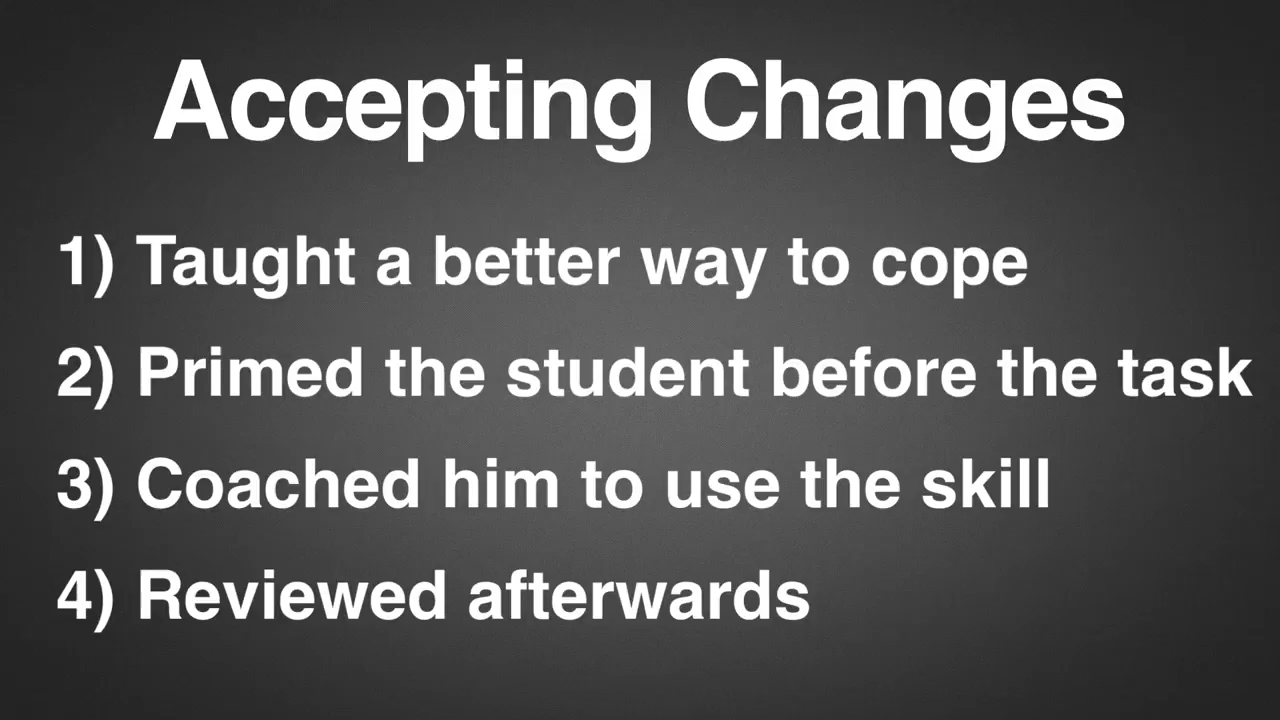 Accepting Changes
1) Taught a better way to cope
2) Primed the student before the task
3) Coached him to use the skill
4) Reviewed afterwards